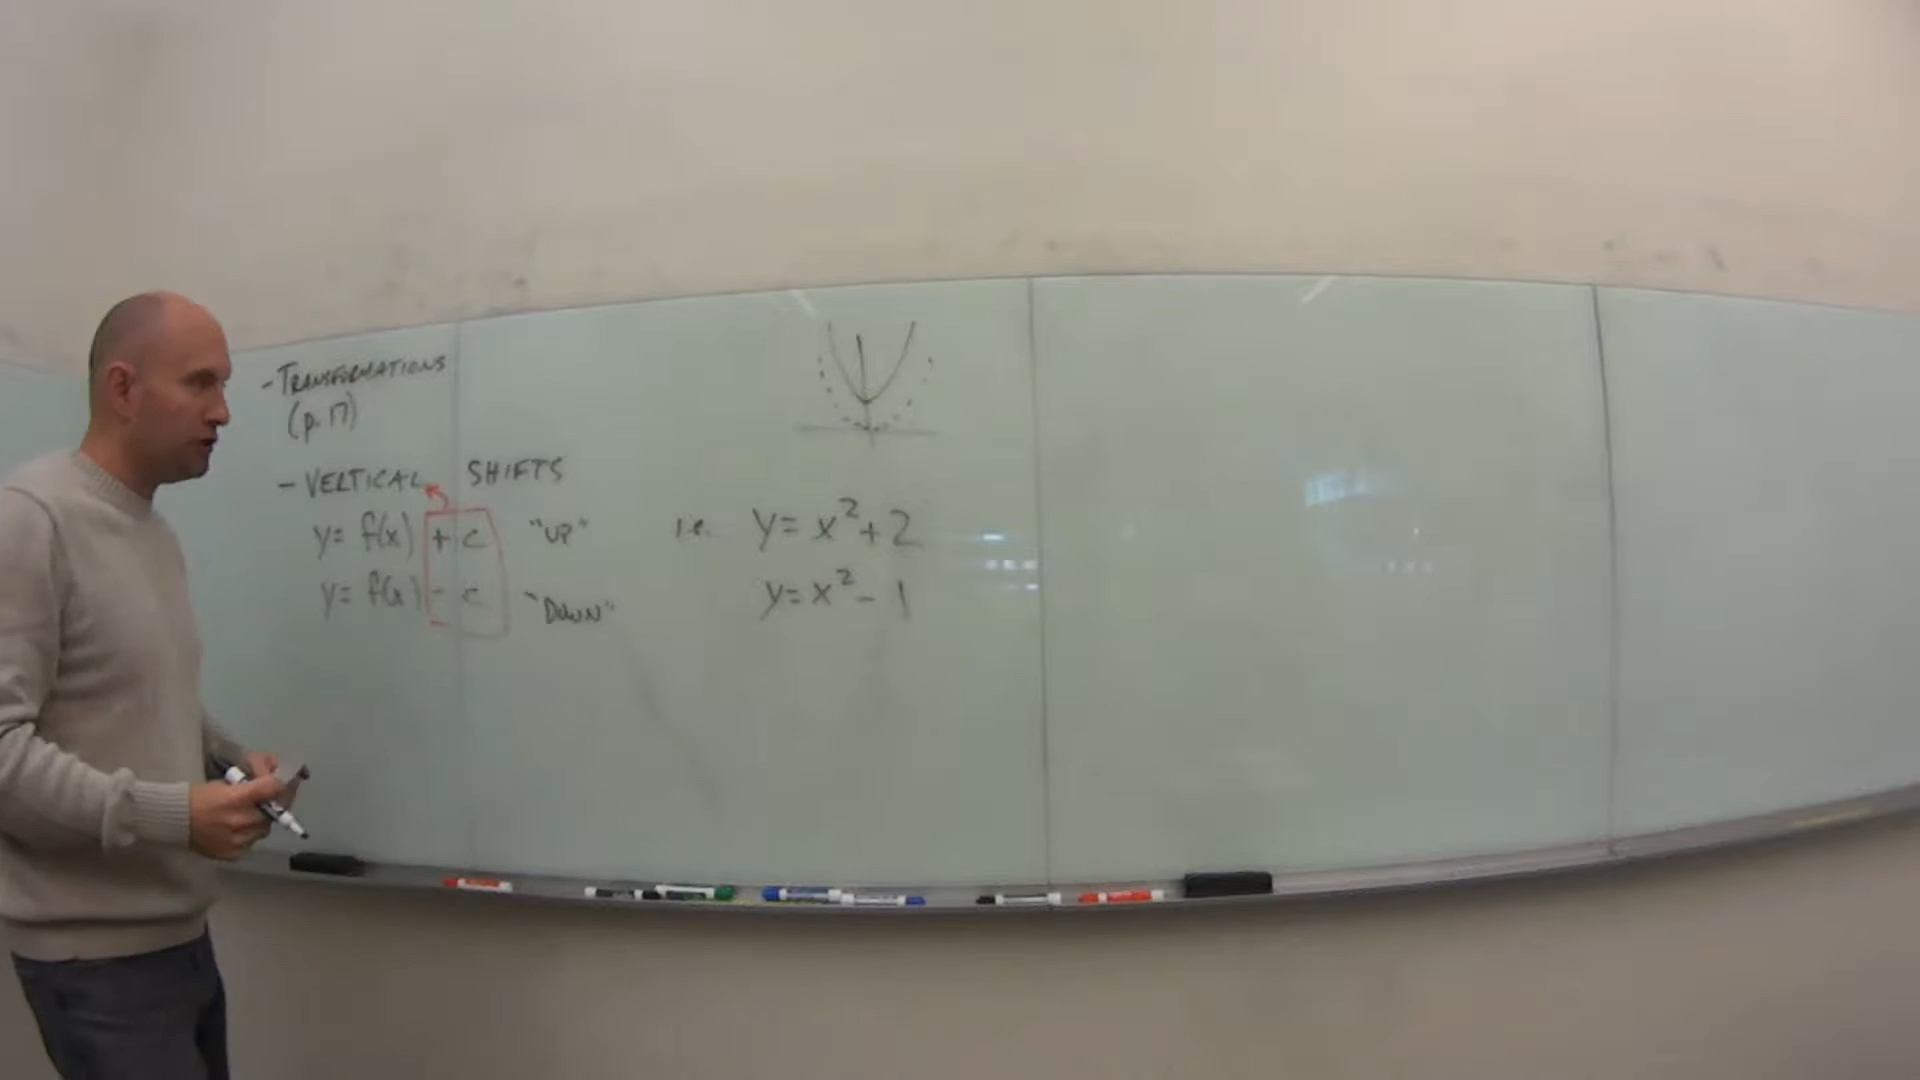 - TRANSFORMATIONS
(p. 17)
- VERTICAL SHIFTS
y= f(x) + c "UP" i.e. y= x²+2
y= f(x) - c "DOWN" y=x²- 1